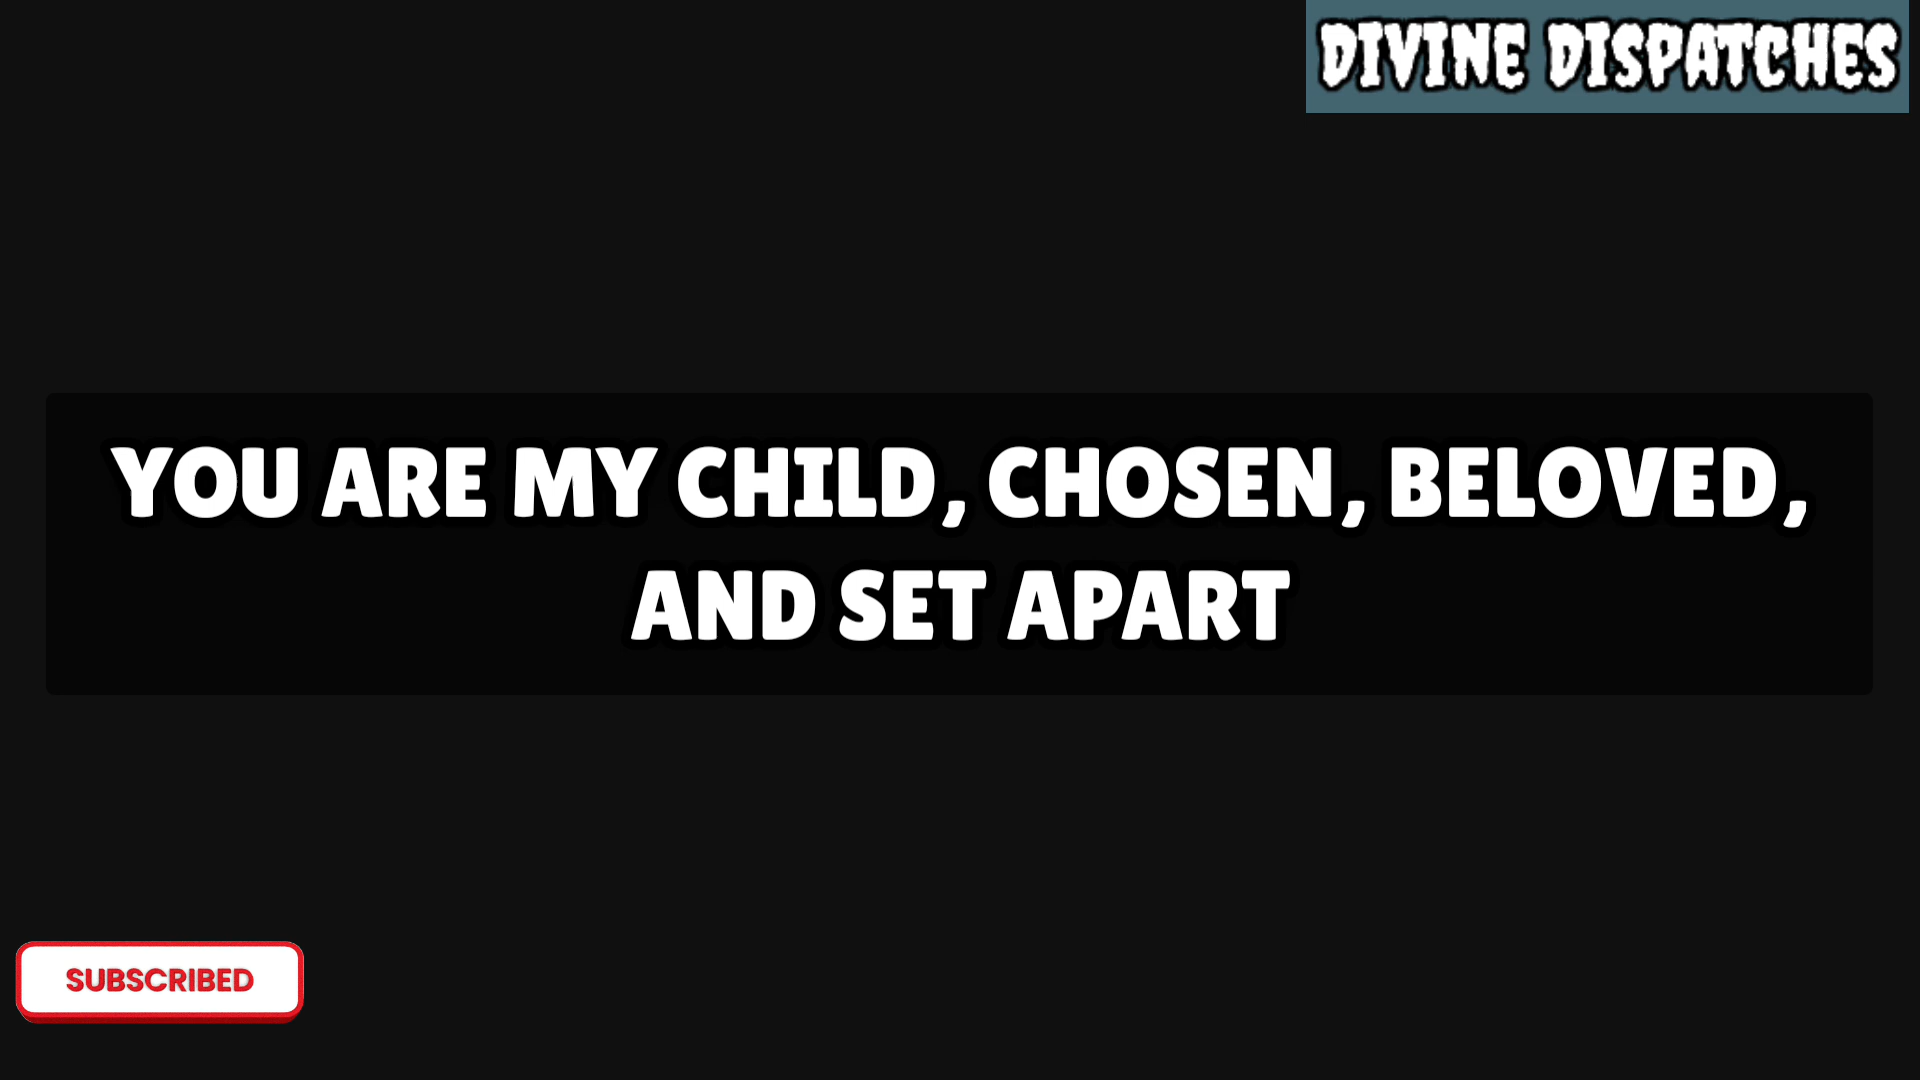 DIVINE DISPATCHES
YOU ARE MY CHILD, CHOSEN, BELOVED,
AND SET APART
SUBSCRIBED